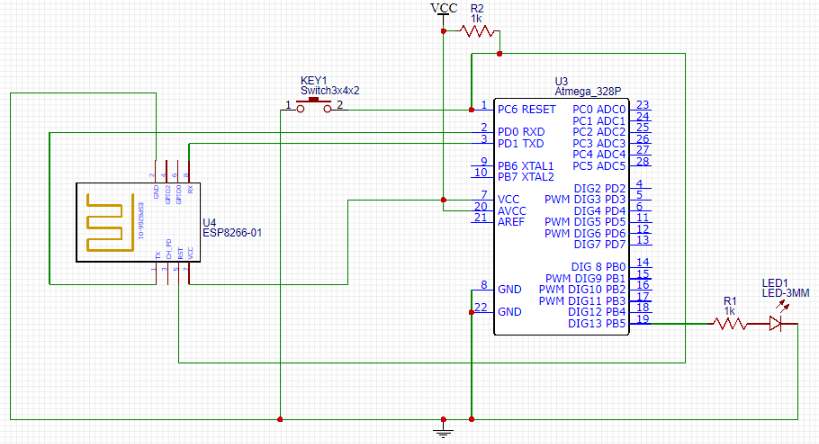 VCC
R2
1k
KEY1
Switch3x4x2
1
2
U3
Atmega_328P
1 PC6 RESET
2 PD0 RXD
3 PD1 TXD
9 PB6 XTAL1
10 PB7 XTAL2
7 VCC
20 AVCC
21 AREF
8 GND
22 GND
PC0 ADC0 23
PC1 ADC1 24
PC2 ADC2 25
PC3 ADC3 26
PC4 ADC4 27
PC5 ADC5 28
DIG2 PD2 4
PWM DIG3 PD3 5
DIG4 PD4 6
PWM DIG5 PD5 11
PWM DIG6 PD6 12
DIG7 PD7 13
DIG 8 PB0 14
PWM DIG9 PB1 15
PWM DIG10 PB2 16
PWM DIG11 PB3 17
DIG12 PB4 18
DIG13 PB5 19
2 4 6 8
GND GPIO2 GPIO0 RX
U4
ESP8266-01
TX CH_PD RST VCC
1 3 5 7
R1
1k
LED1
LED-3MM